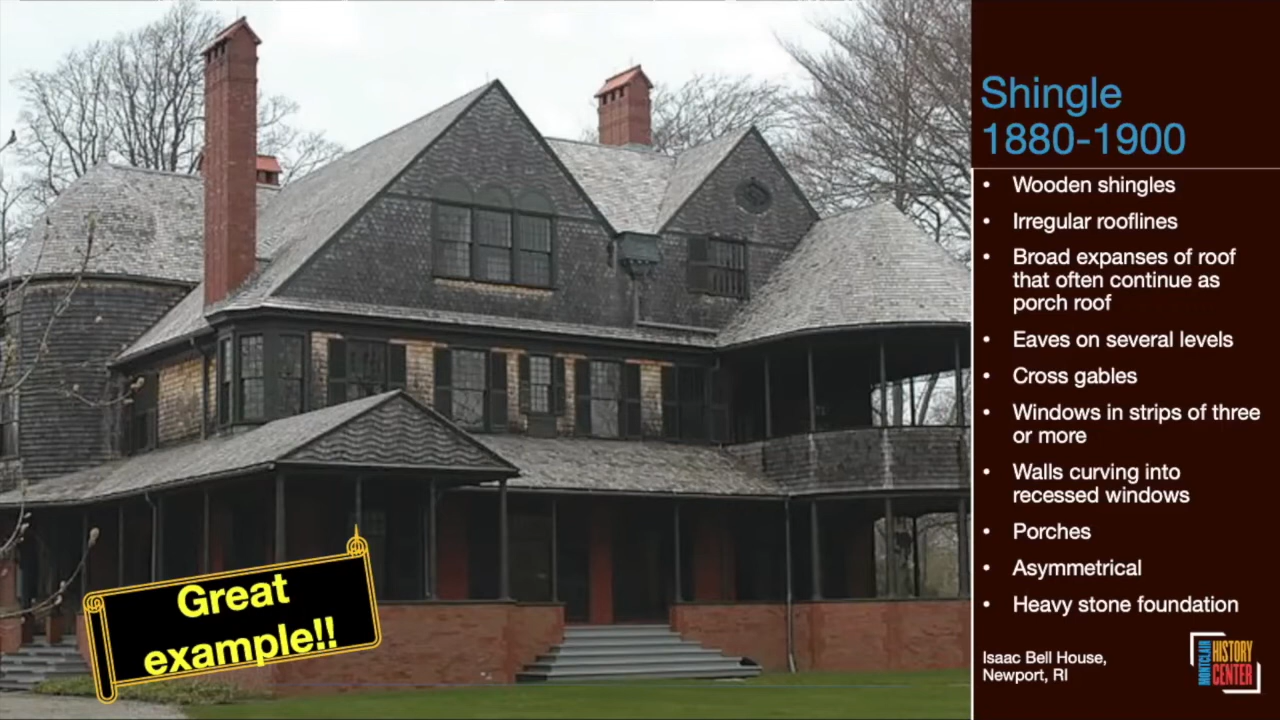 Shingle
1880-1900
• Wooden shingles
• Irregular rooflines
• Broad expanses of roof
that often continue as
porch roof
• Eaves on several levels
• Cross gables
• Windows in strips of three
or more
• Walls curving into
recessed windows
• Porches
• Asymmetrical
• Heavy stone foundation
Isaac Bell House,
Newport, RI
MONTCLAIR
HISTORY
CENTER
Great
example!!